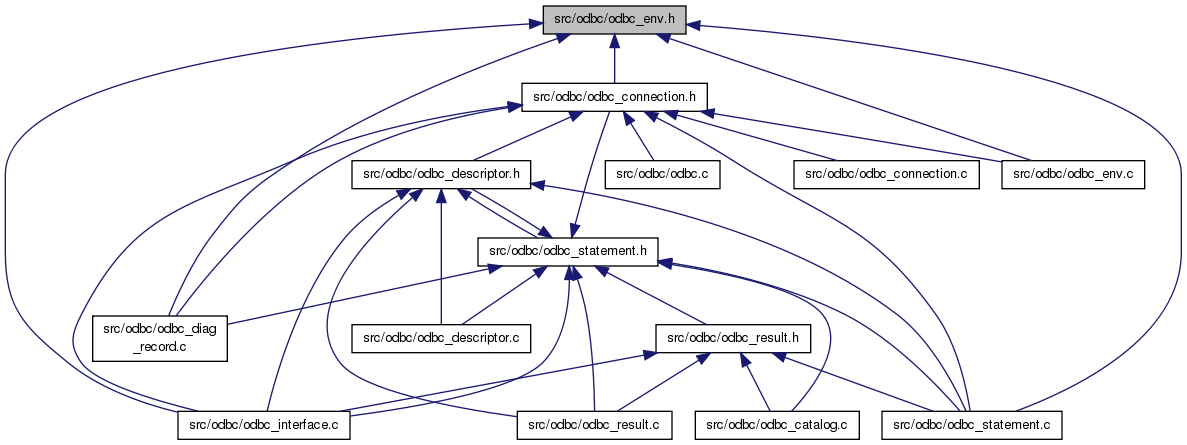 src/odbc/odbc_env.h
src/odbc/odbc_connection.h
src/odbc/odbc_descriptor.h
src/odbc/odbc.c
src/odbc/odbc_connection.c
src/odbc/odbc_env.c
src/odbc/odbc_statement.h
src/odbc/odbc_diag
_record.c
src/odbc/odbc_descriptor.c
src/odbc/odbc_result.h
src/odbc/odbc_interface.c
src/odbc/odbc_result.c
src/odbc/odbc_catalog.c
src/odbc/odbc_statement.c